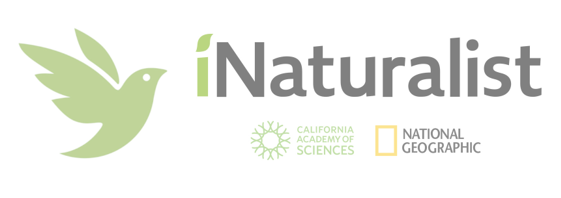 iNaturalist
CALIFORNIA
ACADEMY OF
SCIENCES
NATIONAL
GEOGRAPHIC